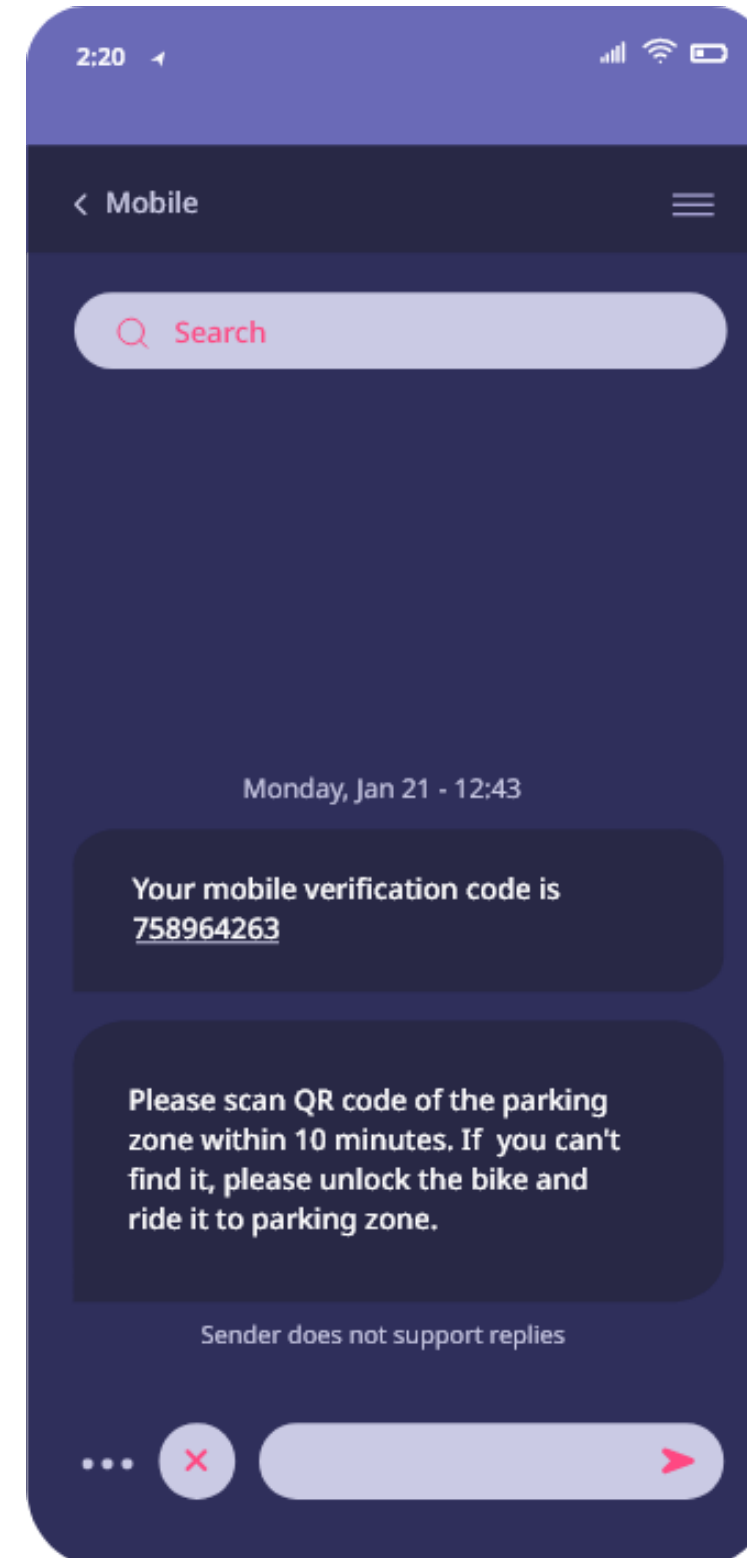 2:20
Mobile
Search
Monday, Jan 21 - 12:43
Your mobile verification code is
758964263
Please scan QR code of the parking
zone within 10 minutes. If  you can't
find it, please unlock the bike and
ride it to parking zone.
Sender does not support replies